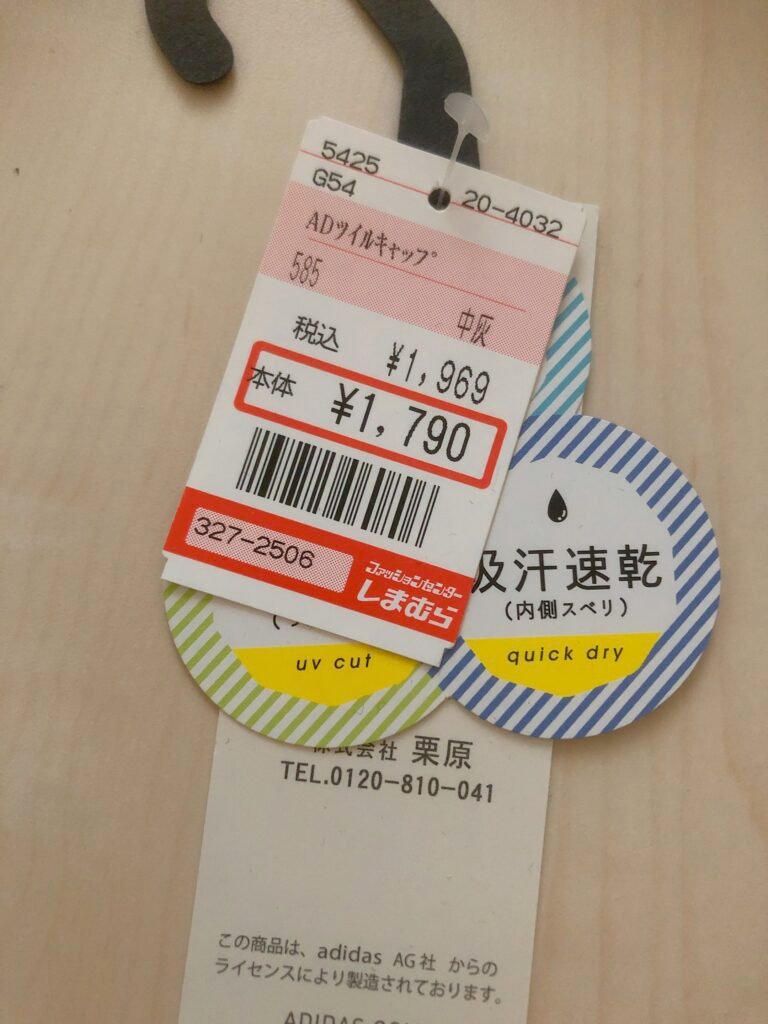 5425
G54
20-4032
ADツイルキャップ
585
中灰
税込 ¥1,969
本体 ¥1,790
327-2506
ファッションセンター
しまむら
吸汗速乾
(内側スベリ)
quick dry
uv cut
株式会社 栗原
TEL.0120-810-041
この商品は、adidas AG社 からの
ライセンスにより製造されております。
ADIDAS